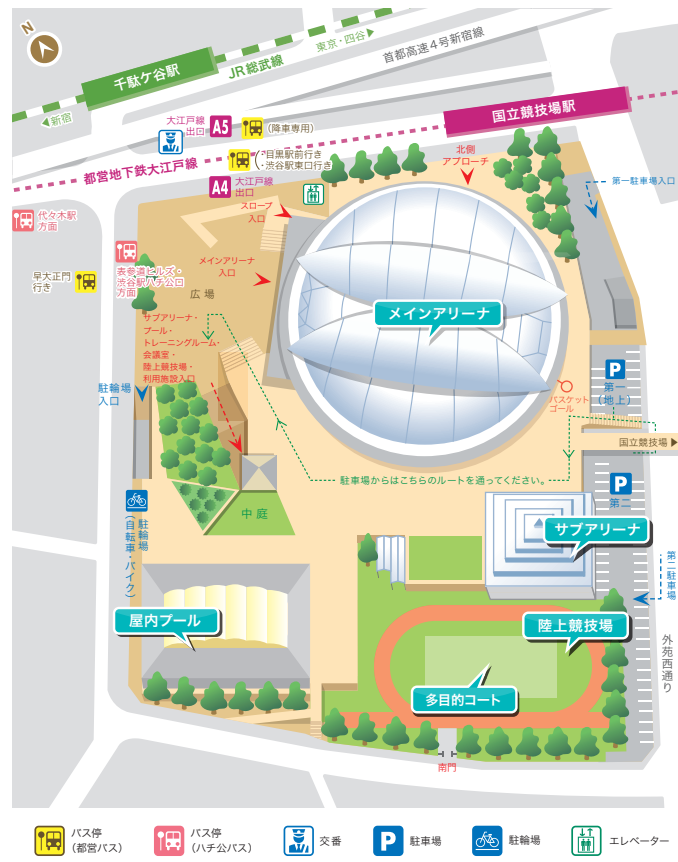 N
千駄ケ谷駅
JR総武線
東京・四谷▶
首都高速4号新宿線
◀新宿
大江戸線
出口
A5
(降車専用)
国立競技場駅
都営地下鉄大江戸線
・目黒駅前行き
・渋谷駅東口行き
A4
大江戸線
出口
北側
アプローチ
第一駐車場入口
代々木駅
方面
スロープ
入口
表参道ヒルズ・
渋谷駅ハチ公口
方面
早大正門
行き
メインアリーナ
入口
広場
メインアリーナ
サブアリーナ・
プール・
トレーニングルーム・
会議室・
陸上競技場・
利用施設入口
駐輪場
入口
P
第一
(地上)
バスケット
ゴール
国立競技場▶
駐車場からはこちらのルートを通ってください。
P
第二
中庭
サブアリーナ
駐輪場
(自転車・バイク)
第二駐車場
屋内プール
陸上競技場
外苑西通り
多目的コート
南門
バス停
(都営バス)
バス停
(ハチ公バス)
交番
P
駐車場
駐輪場
エレベーター